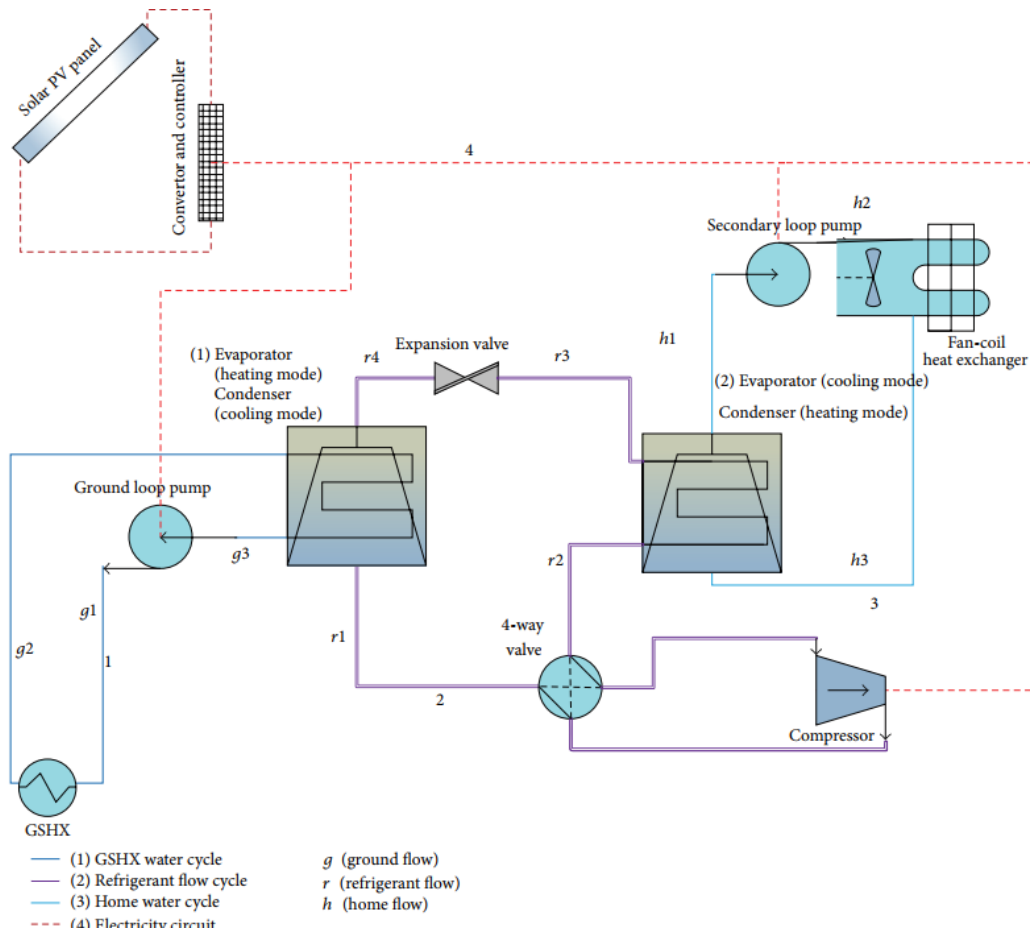 Solar PV panel
Convertor and controller
4
h2
Secondary loop pump
h1
Fan-coil
heat exchanger
(1) Evaporator
(heating mode)
Condenser
(cooling mode)
r4
Expansion valve
r3
(2) Evaporator (cooling mode)
Condenser (heating mode)
Ground loop pump
g3
g1
g2
1
r1
r2
h3
3
4-way
valve
2
Compressor
GSHX
(1) GSHX water cycle
(2) Refrigerant flow cycle
(3) Home water cycle
(4) Electricity circuit
g (ground flow)
r (refrigerant flow)
h (home flow)